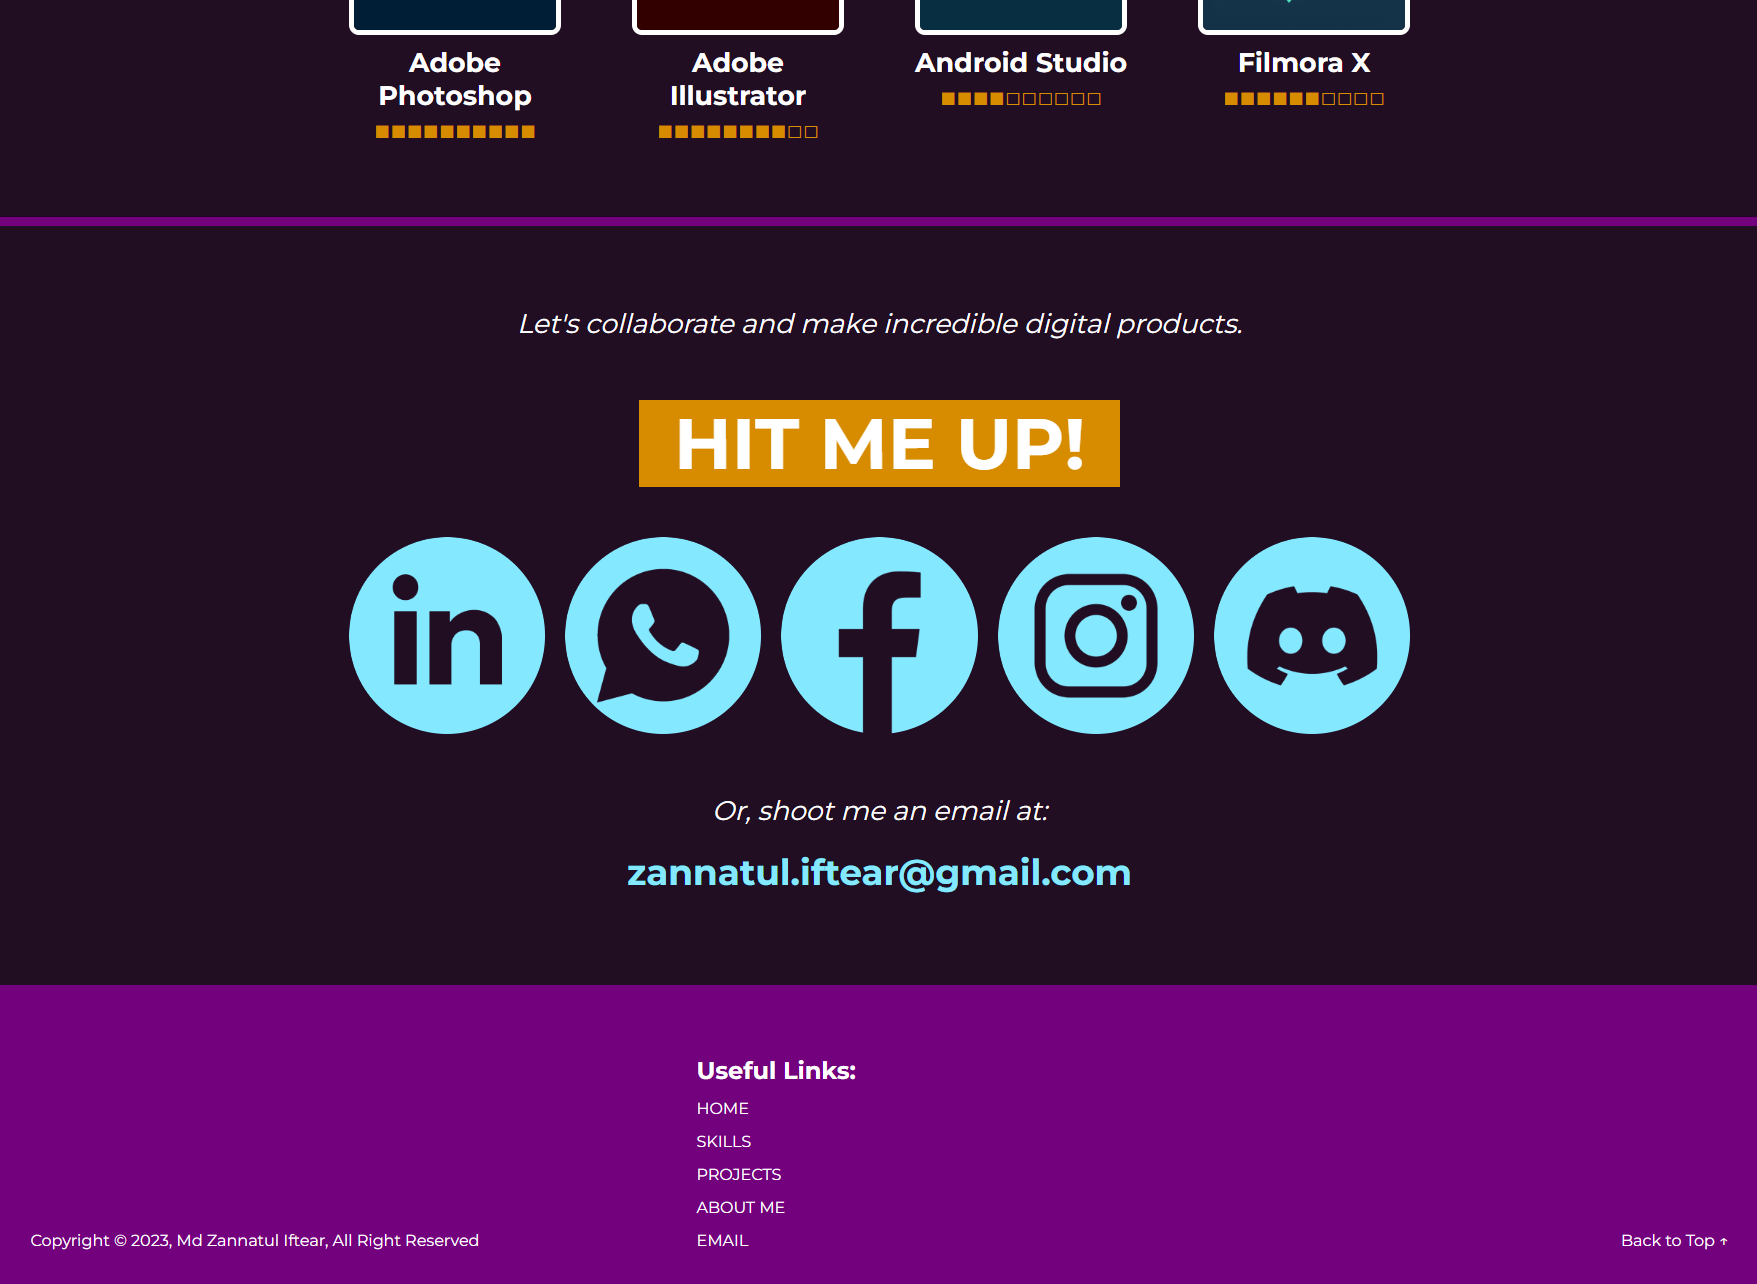 Adobe
Photoshop
■■■■■■■■■■
Adobe
Illustrator
■■■■■■■■□□
Android Studio
■■■■□□□□□□
Filmora X
■■■■■■□□□□
Let's collaborate and make incredible digital products.
HIT ME UP!
in
Or, shoot me an email at:
zannatul.iftear@gmail.com
Useful Links:
HOME
SKILLS
PROJECTS
ABOUT ME
EMAIL
Copyright © 2023, Md Zannatul Iftear, All Right Reserved
Back to Top ↑